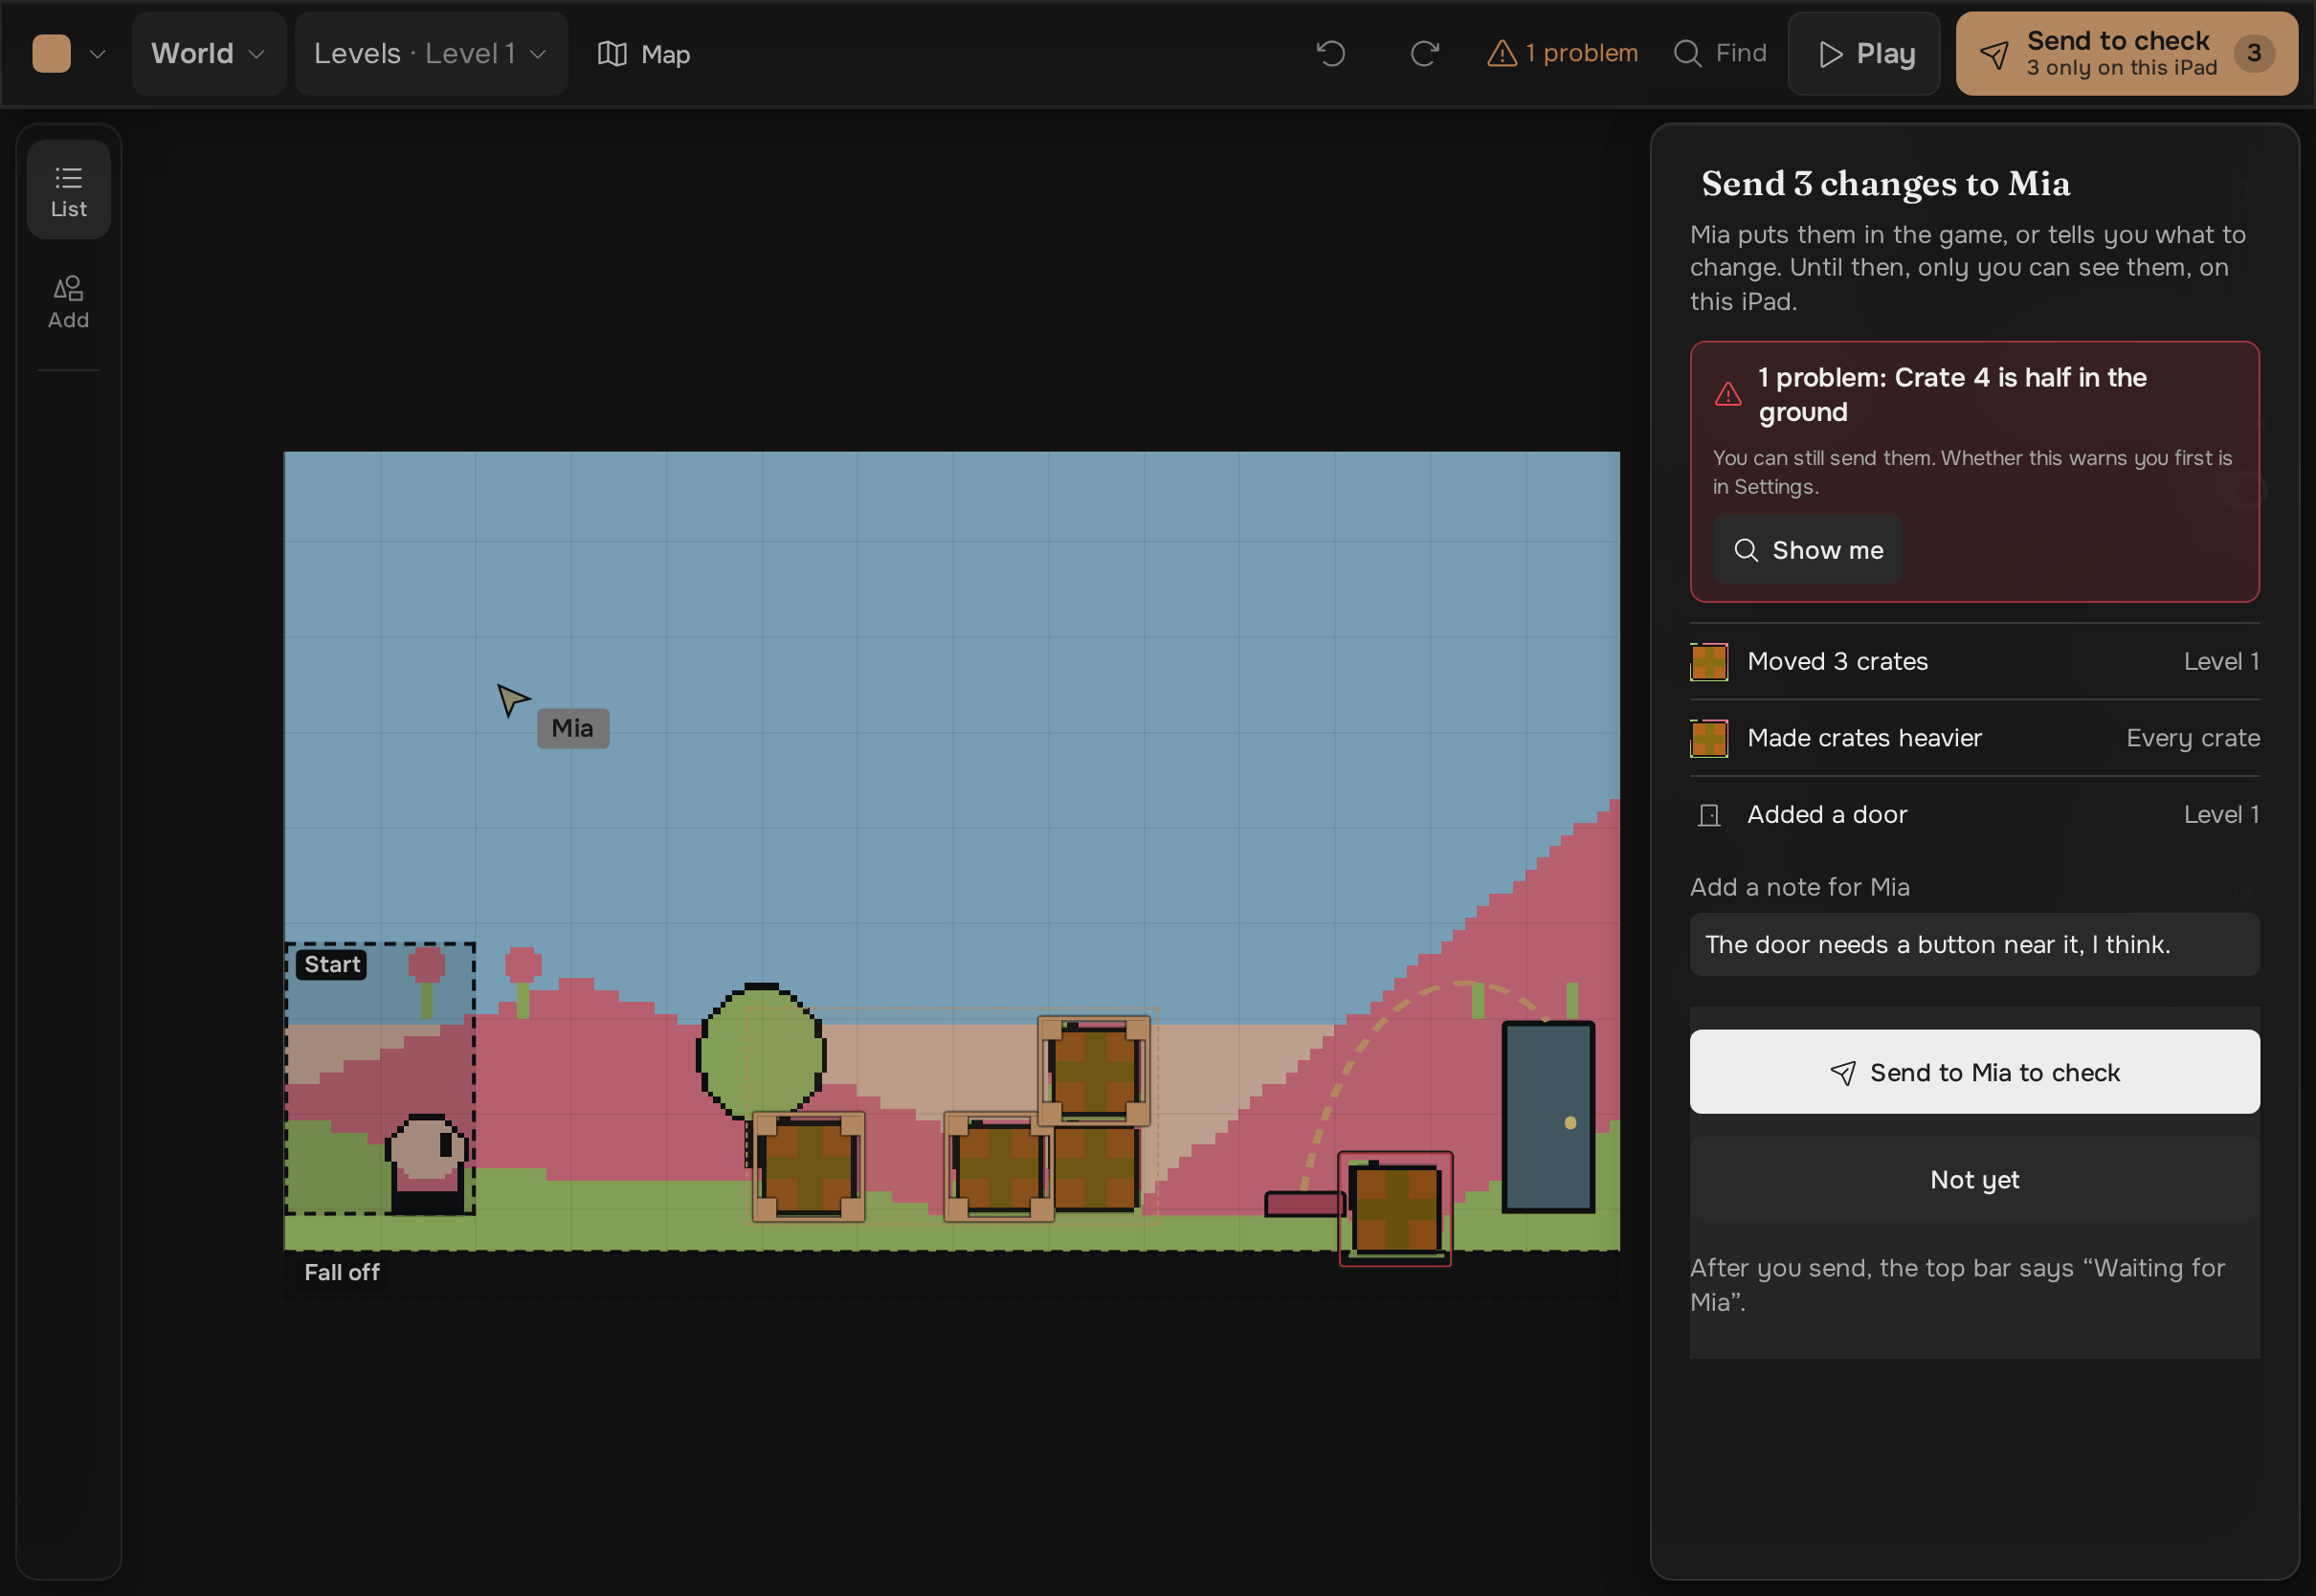 World
Levels · Level 1
Map
1 problem
Find
Play
Send to check
3 only on this iPad
3
List
Add
Mia
Start
Fall off
Send 3 changes to Mia
Mia puts them in the game, or tells you what to
change. Until then, only you can see them, on
this iPad.
1 problem: Crate 4 is half in the
ground
You can still send them. Whether this warns you first is
in Settings.
Show me
Moved 3 crates
Level 1
Made crates heavier
Every crate
Added a door
Level 1
Add a note for Mia
The door needs a button near it, I think.
Send to Mia to check
Not yet
After you send, the top bar says “Waiting for
Mia”.